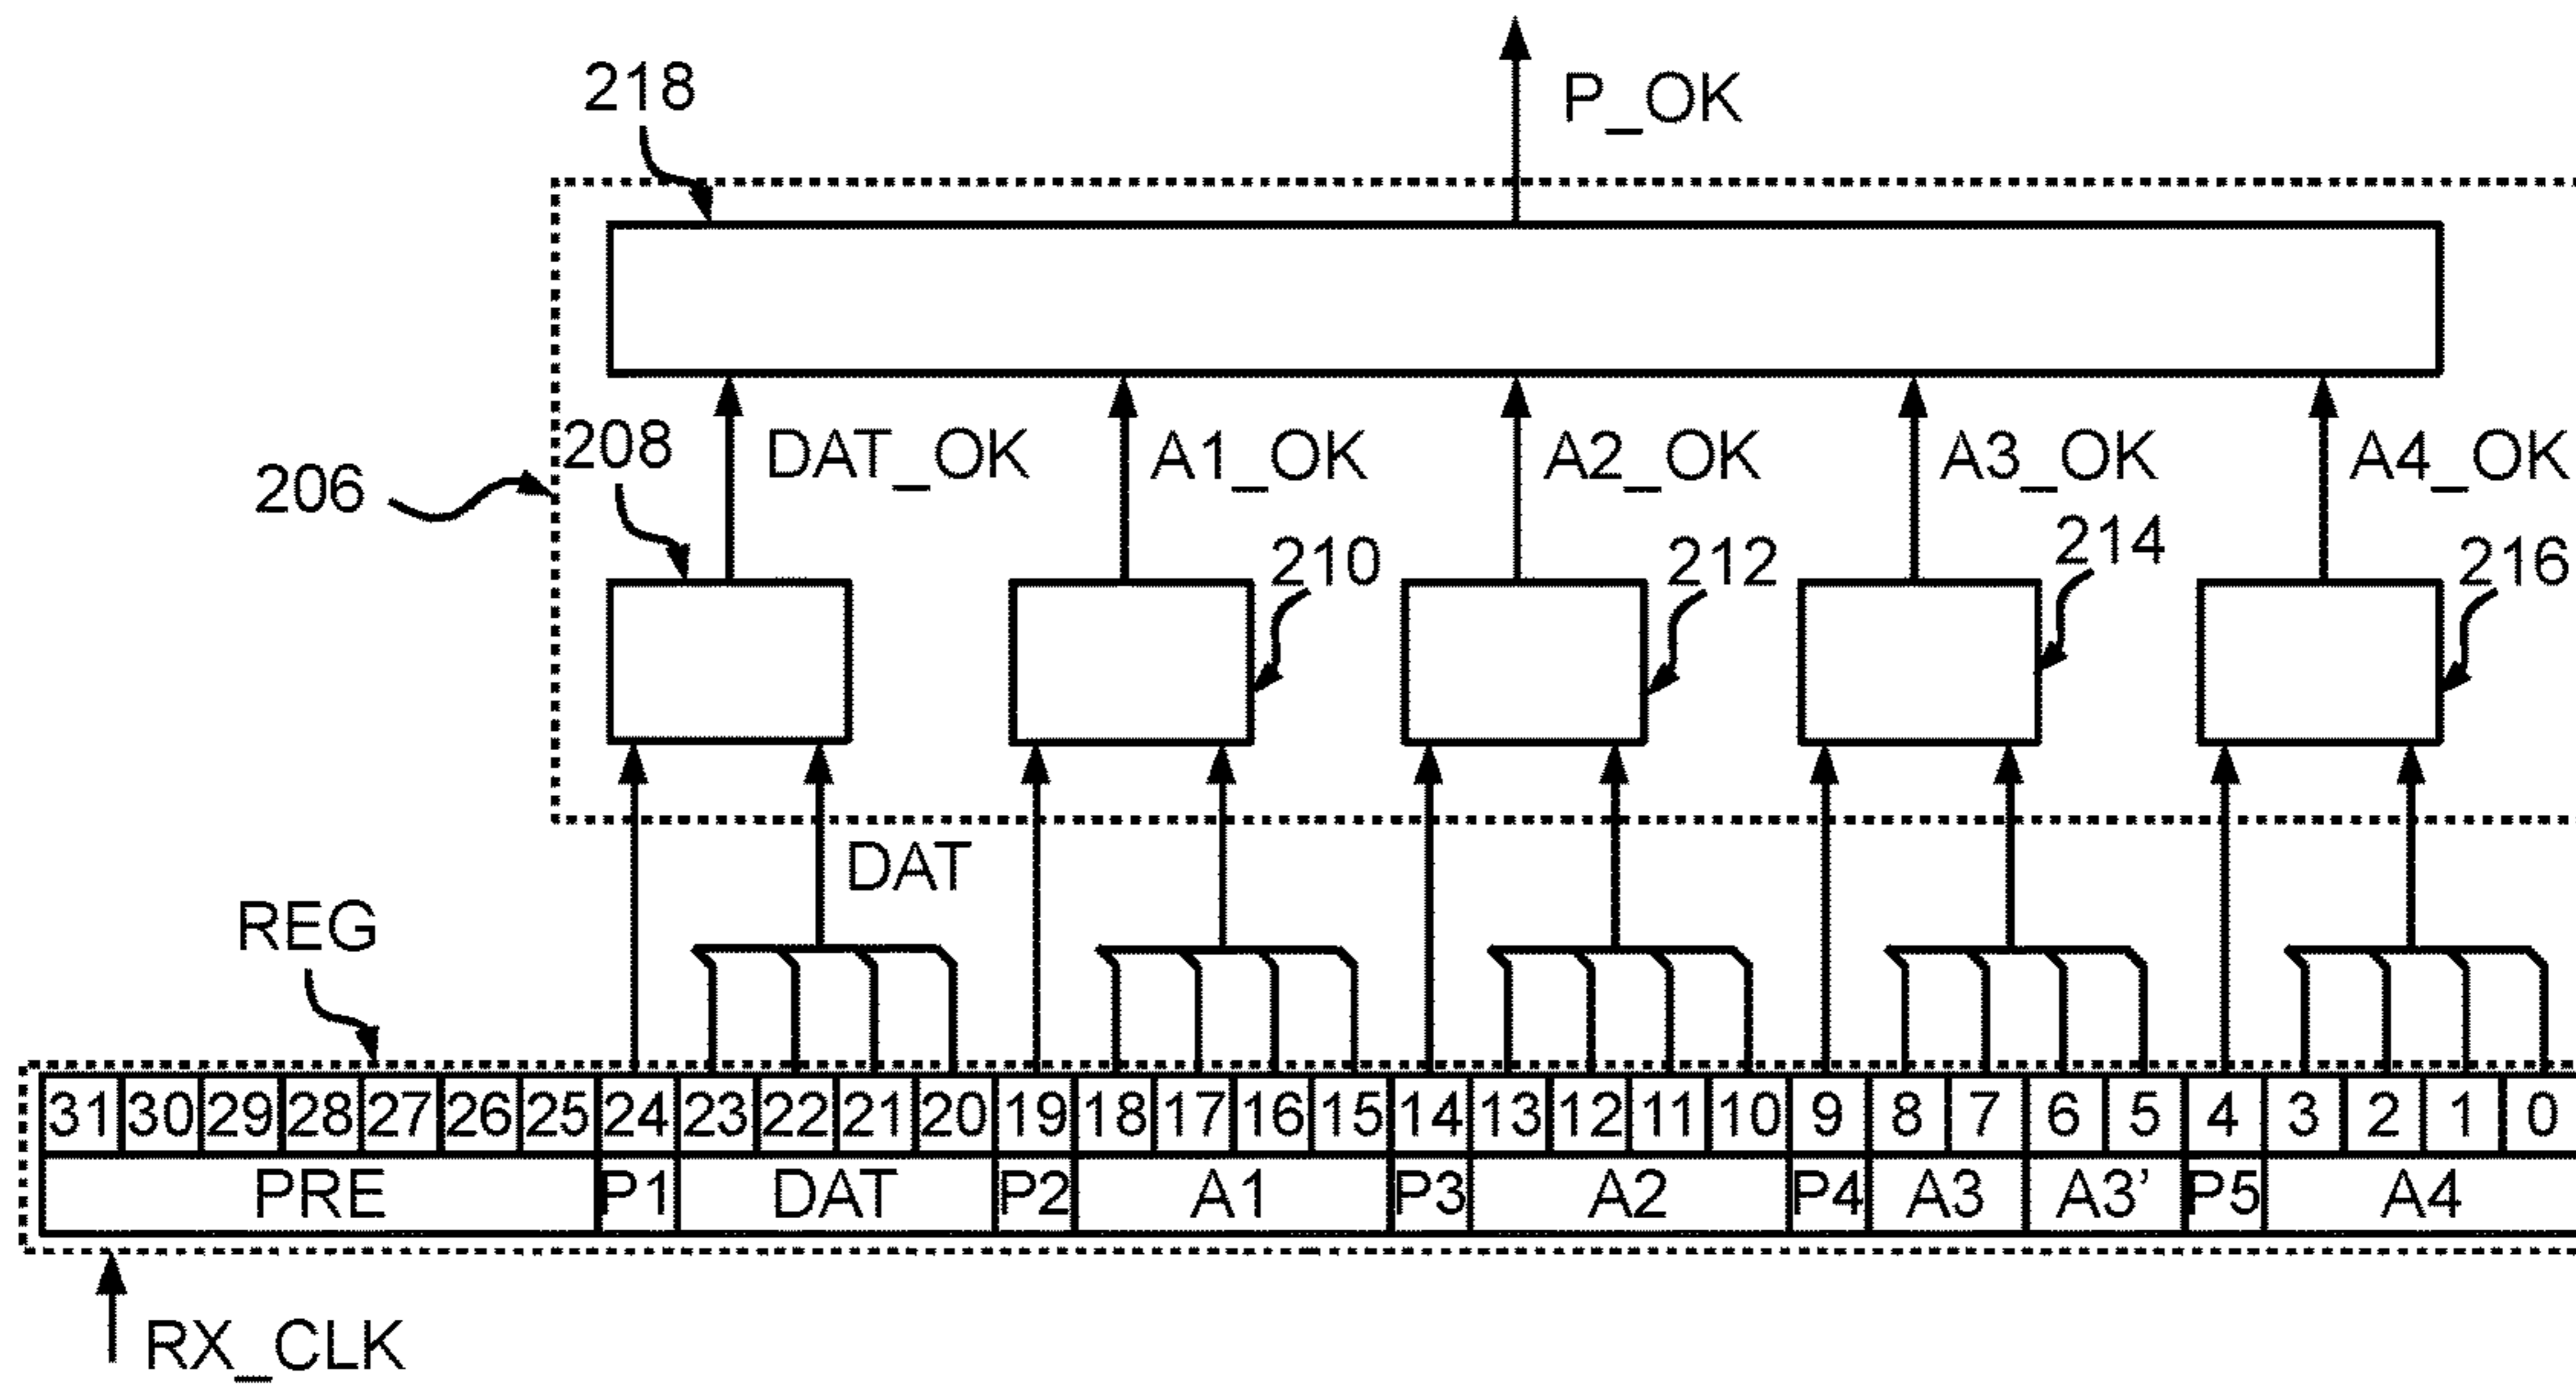 218
P_OK
208
DAT_OK
A1_OK
A2_OK
A3_OK
A4_OK
206
210
212
214
216
DAT
REG
31 30 29 28 27 26 25 24 23 22 21 20 19 18 17 16 15 14 13 12 11 10 9 8 7 6 5 4 3 2 1 0
PRE P1 DAT P2 A1 P3 A2 P4 A3 A3’ P5 A4
RX_CLK